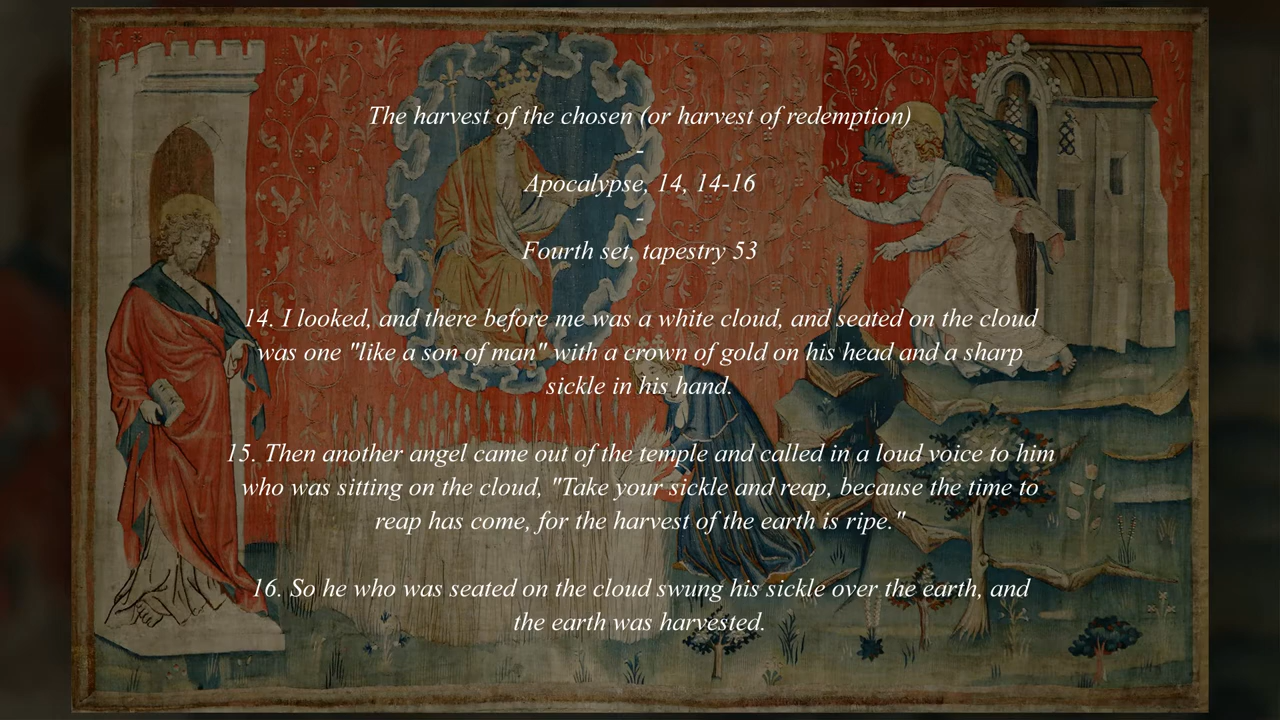 The harvest of the chosen (or harvest of redemption)
-
Apocalypse, 14, 14-16
-
Fourth set, tapestry 53
14. I looked, and there before me was a white cloud, and seated on the cloud
was one "like a son of man" with a crown of gold on his head and a sharp
sickle in his hand.
15. Then another angel came out of the temple and called in a loud voice to him
who was sitting on the cloud, "Take your sickle and reap, because the time to
reap has come, for the harvest of the earth is ripe."
16. So he who was seated on the cloud swung his sickle over the earth, and
the earth was harvested.